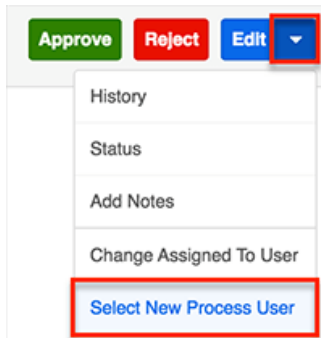 Approve Reject Edit
History
Status
Add Notes
Change Assigned To User
Select New Process User